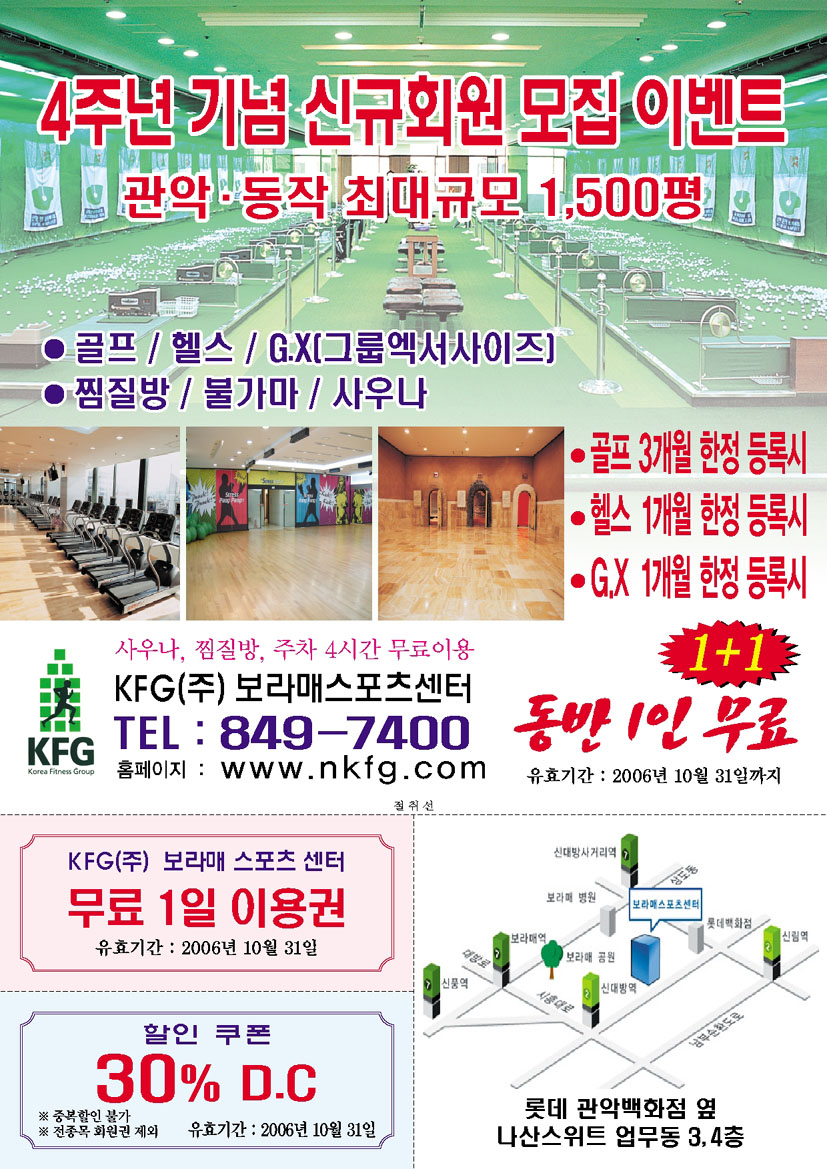 4주년 기념 신규회원 모집 이벤트
관악·동작 최대규모 1,500평
● 골프 / 헬스 / G.X(그룹엑서사이즈)
● 찜질방 / 불가마 / 사우나
● 골프 3개월 한정 등록시
● 헬스 1개월 한정 등록시
● G.X 1개월 한정 등록시
사우나, 찜질방, 주차 4시간 무료이용
KFG(주) 보라매스포츠센터
TEL : 849-7400
홈페이지 : www.nkfg.com
KFG
Korea Fitness Group
1+1
동반 1인 무료
유효기간 : 2006년 10월 31일까지
절취선
KFG(주) 보라매 스포츠 센터
무료 1일 이용권
유효기간 : 2006년 10월 31일
할인 쿠폰
30% D.C
※ 중복할인 불가
※ 전종목 회원권 제외
유효기간 : 2006년 10월 31일
신대방사거리역
7
상도동
보라매 병원
보라매스포츠센터
롯데백화점
2
신림역
보라매역
7
대방로
보라매 공원
7
신풍역
시흥대로
2
신대방역
남부순환도로
롯데 관악백화점 옆
나산스위트 업무동 3,4층